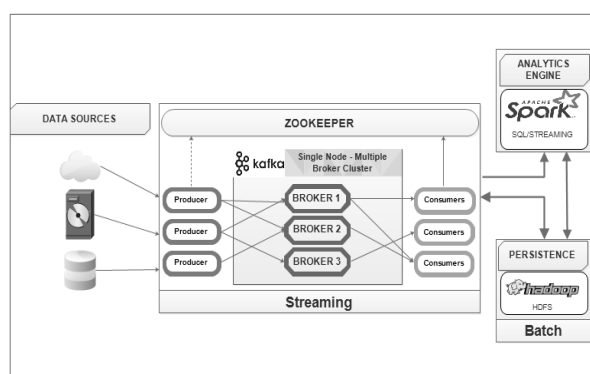 DATA SOURCES
ZOOKEEPER
kafka
Single Node - Multiple
Broker Cluster
Producer
Producer
Producer
BROKER 1
BROKER 2
BROKER 3
Consumers
Consumers
Consumers
Streaming
ANALYTICS
ENGINE
APACHE
Spark
SQL/STREAMING
PERSISTENCE
hadoop
HDFS
Batch